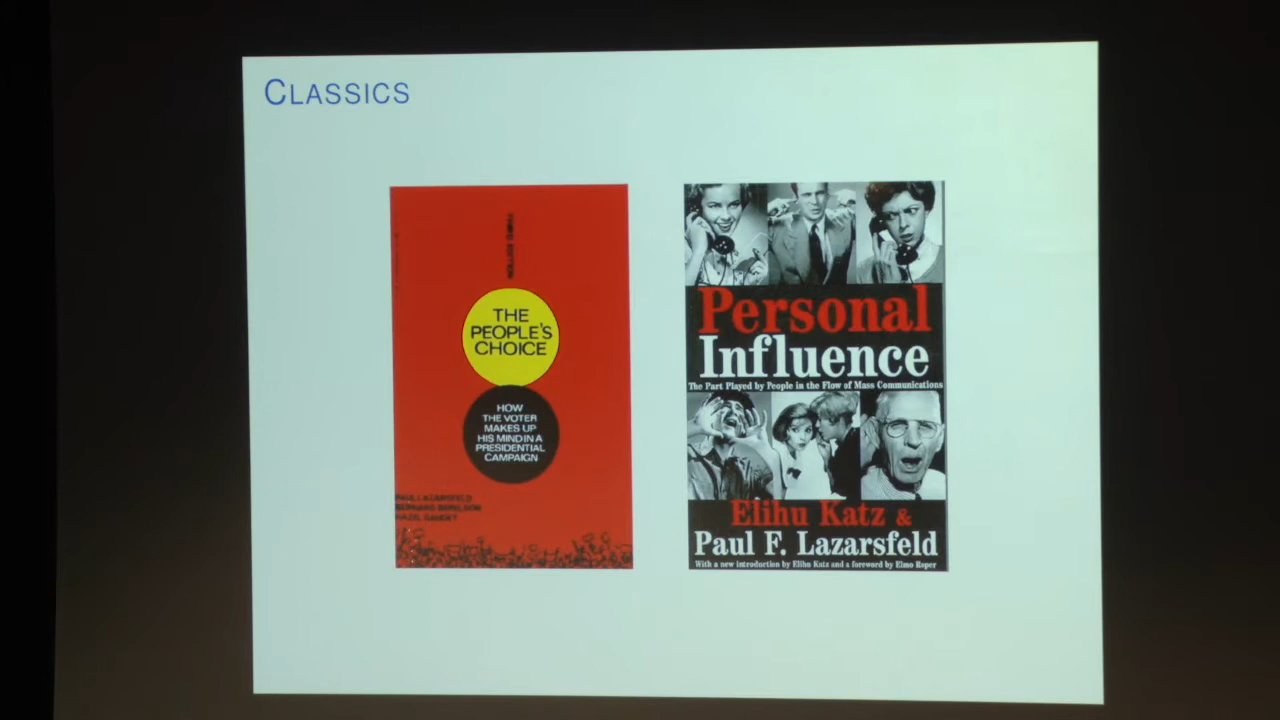 CLASSICS
THIRD EDITION
THE
PEOPLE'S
CHOICE
HOW
THE VOTER
MAKES UP
HIS MIND IN A
PRESIDENTIAL
CAMPAIGN
PAUL LAZARSFELD
BERNARD BERELSON
HAZEL GAUDET
Personal
Influence
The Part Played by People in the Flow of Mass Communications
Elihu Katz &
Paul F. Lazarsfeld
With a new introduction by Elihu Katz and a foreword by Elmo Roper